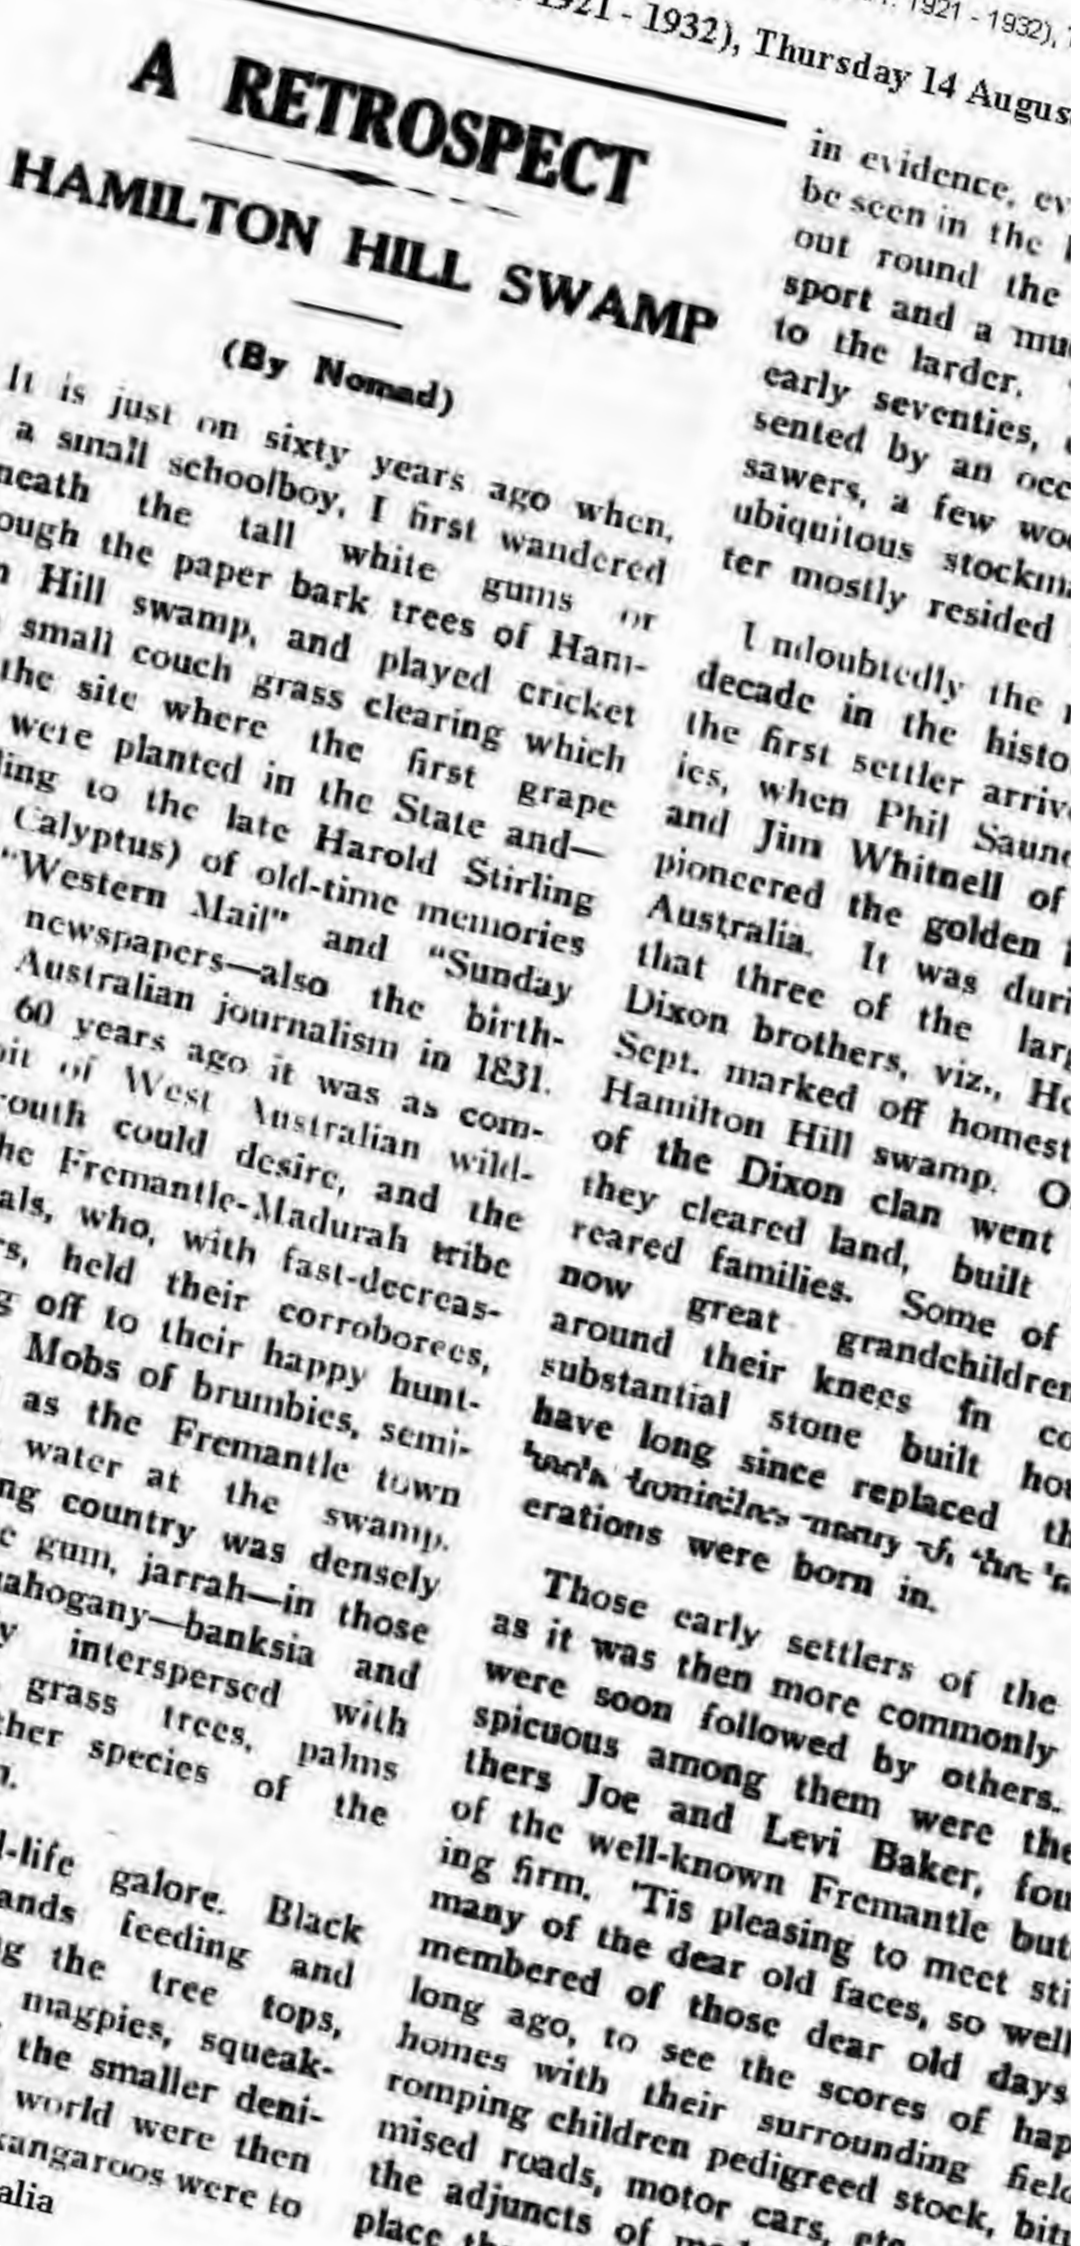 1921 - 1932),
1921 - 1932), Thursday 14 Augus
A RETROSPECT
HAMILTON HILL SWAMP
(By Nomad)
It is just on sixty years ago when,
a small schoolboy, I first wandered
neath the tall white gums or
ough the paper bark trees of Ham-
n Hill swamp, and played cricket
small couch grass clearing which
the site where the first grape
were planted in the State and—
ding to the late Harold Stirling
Calyptus) of old-time memories
"Western Mail" and "Sunday
newspapers—also the birth-
Australian journalism in 1831.
60 years ago it was as com-
bit of West Australian wild-
outh could desire, and the
he Fremantle-Madurah tribe
als, who, with fast-decreas-
rs, held their corroborees,
g off to their happy hunt-
Mobs of brumbies, semi-
as the Fremantle town
water at the swamp.
ng country was densely
e gum, jarrah—in those
ahogany—banksia and
y interspersed with
grass trees, palms
ther species of the
n.
l-life galore. Black
ands feeding and
g the tree tops,
magpies, squeak-
the smaller deni-
world were then
kangaroos were to
alia
in evidence, ev
be seen in the
out round the
sport and a mu
to the larder.
early seventies,
sented by an occ
sawers, a few woo
ubiquitous stockma
ter mostly resided
Undoubtedly the
decade in the histo
the first settler arrive
ies, when Phil Saund
and Jim Whitnell of
pioneered the golden
Australia. It was duri
that three of the larg
Dixon brothers, viz., Ho
Sept. marked off homest
Hamilton Hill swamp. O
of the Dixon clan went
they cleared land, built
reared families. Some of
now great grandchildren
around their knees in co
substantial stone built hou
have long since replaced th
domiciles many of the
erations were born in.
Those early settlers of the
as it was then more commonly
were soon followed by others.
spicuous among them were the
thers Joe and Levi Baker, fou
of the well-known Fremantle but
ing firm. 'Tis pleasing to meet sti
many of the dear old faces, so well
membered of those dear old days
long ago, to see the scores of hap
homes with their surrounding field
romping children pedigreed stock, bitu
mised roads, motor cars, etc
the adjuncts of
place